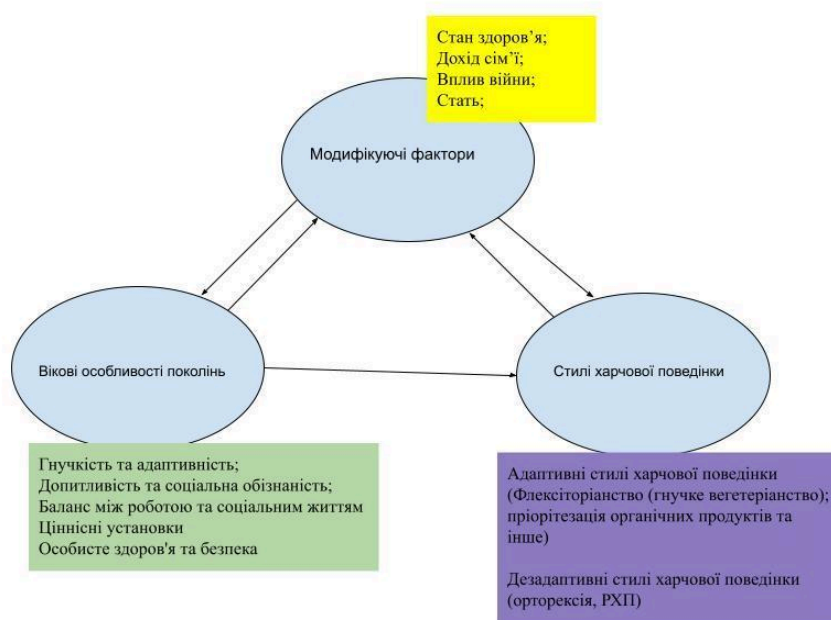 Стан здоров’я;
Дохід сім’ї;
Вплив війни;
Стать;
Модифікуючі фактори
Вікові особливості поколінь
Стилі харчової поведінки
Гнучкість та адаптивність;
Допитливість та соціальна обізнаність;
Баланс між роботою та соціальним життям
Ціннісні установки
Особисте здоров'я та безпека
Адаптивні стилі харчової поведінки
(Флексіторіанство (гнучке вегетеріанство);
пріорітезація органічних продуктів та
інше)
Дезадаптивні стилі харчової поведінки
(орторексія, РХП)